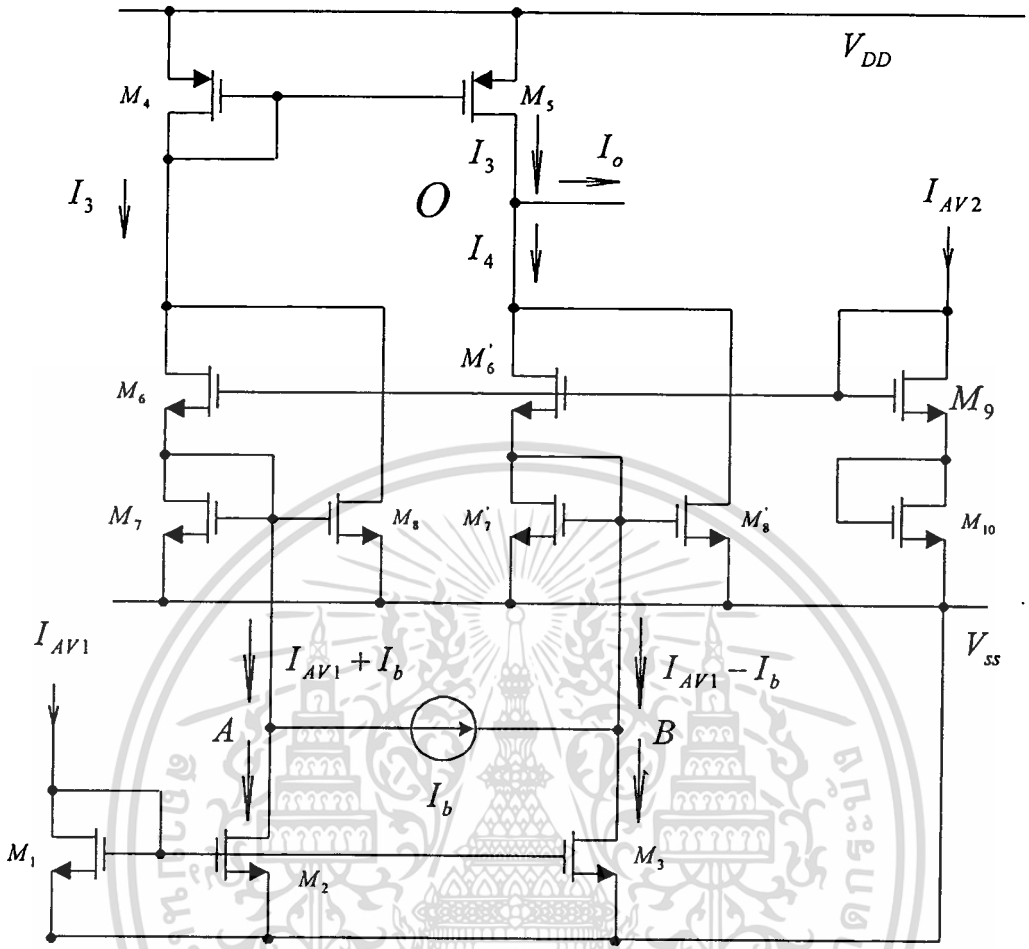 V_DD
M_4
M_5
I_3
I_o
I_3
O
I_AV2
I_4
M_6
M'_6
M_9
M_7
M_8
M'_7
M'_8
M_10
I_AV1
V_ss
I_AV1 + I_b
I_AV1 − I_b
A
B
I_b
M_1
M_2
M_3